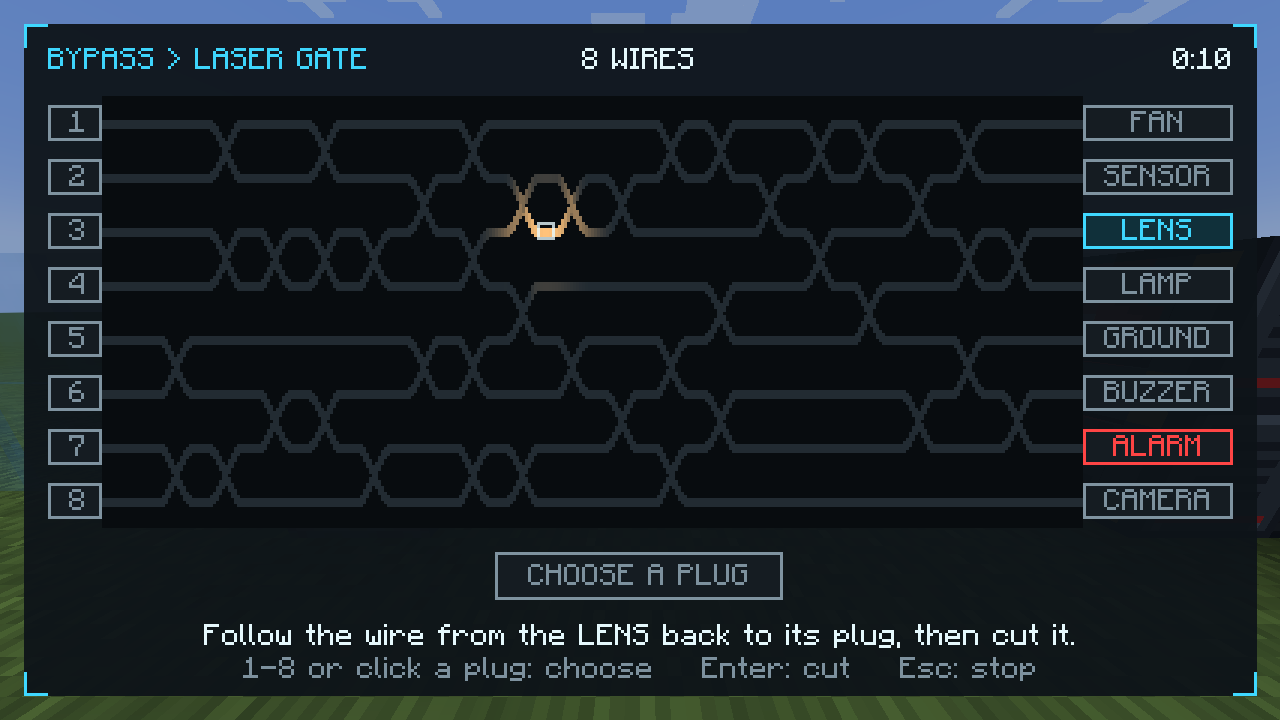 BYPASS > LASER GATE 8 WIRES 0:10
1 FAN
2 SENSOR
3 LENS
4 LAMP
5 GROUND
6 BUZZER
7 ALARM
8 CAMERA
CHOOSE A PLUG
Follow the wire from the LENS back to its plug, then cut it.
1-8 or click a plug: choose Enter: cut Esc: stop